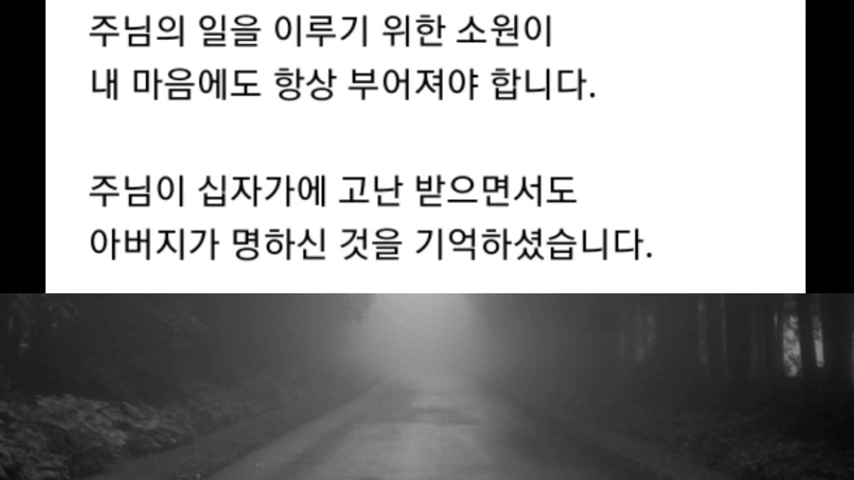 주님의 일을 이루기 위한 소원이
내 마음에도 항상 부어져야 합니다.
주님이 십자가에 고난 받으면서도
아버지가 명하신 것을 기억하셨습니다.